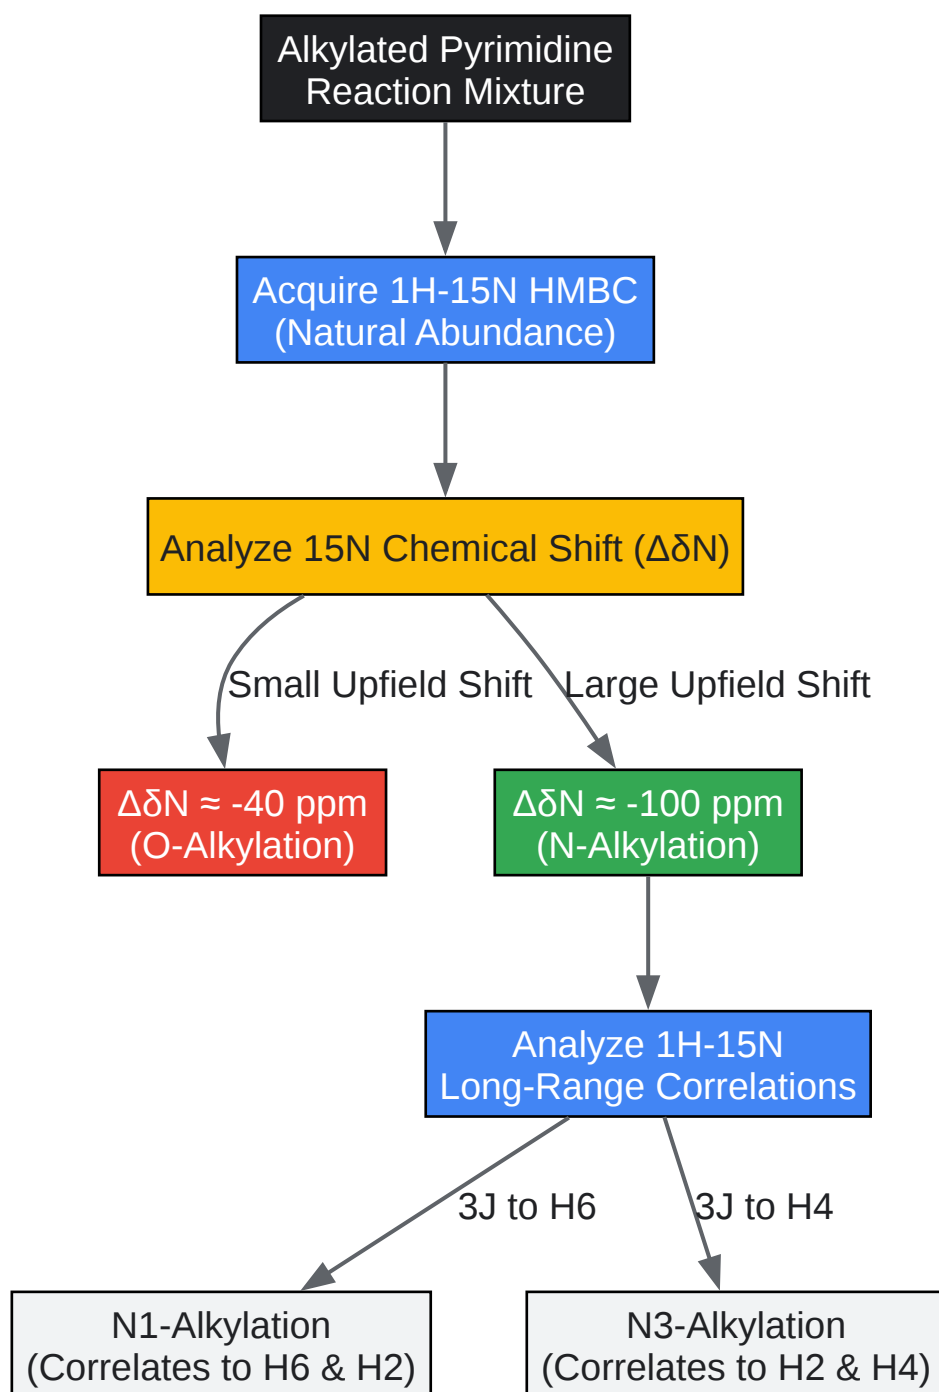 Alkylated Pyrimidine
Reaction Mixture
Acquire 1H-15N HMBC
(Natural Abundance)
Analyze 15N Chemical Shift (ΔδN)
Small Upfield Shift
Large Upfield Shift
ΔδN ≈ -40 ppm
(O-Alkylation)
ΔδN ≈ -100 ppm
(N-Alkylation)
Analyze 1H-15N
Long-Range Correlations
3J to H6
3J to H4
N1-Alkylation
(Correlates to H6 & H2)
N3-Alkylation
(Correlates to H2 & H4)